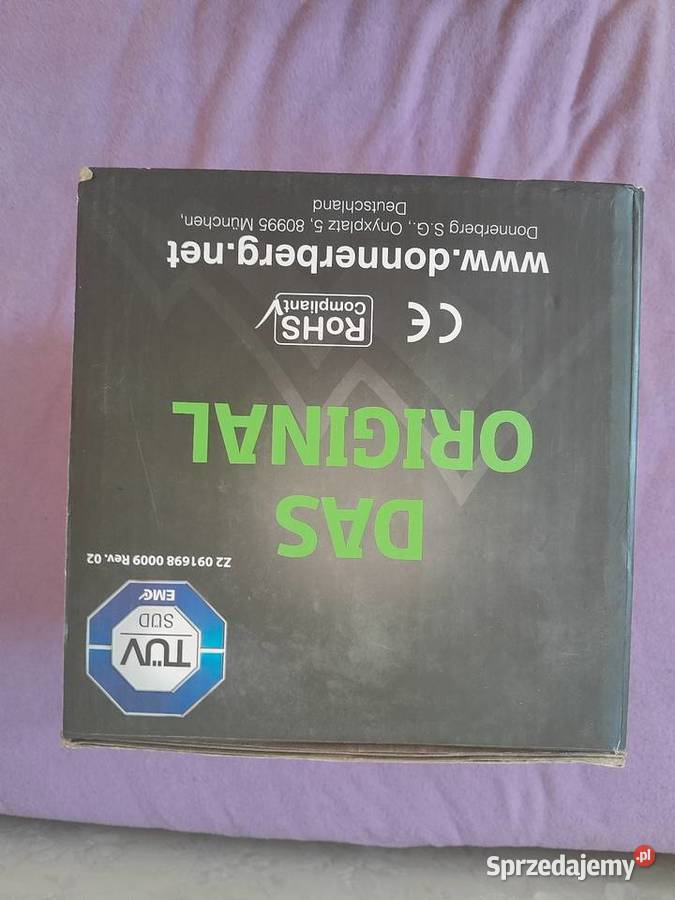 TÜV
SÜD
EMC
Z2 091698 0009 Rev. 02
DAS
ORIGINAL
CE
RoHS
Compliant
www.donnerberg.net
Donnerberg S.G., Onyxplatz 5, 80995 München,
Deutschland
Sprzedajemy.pl